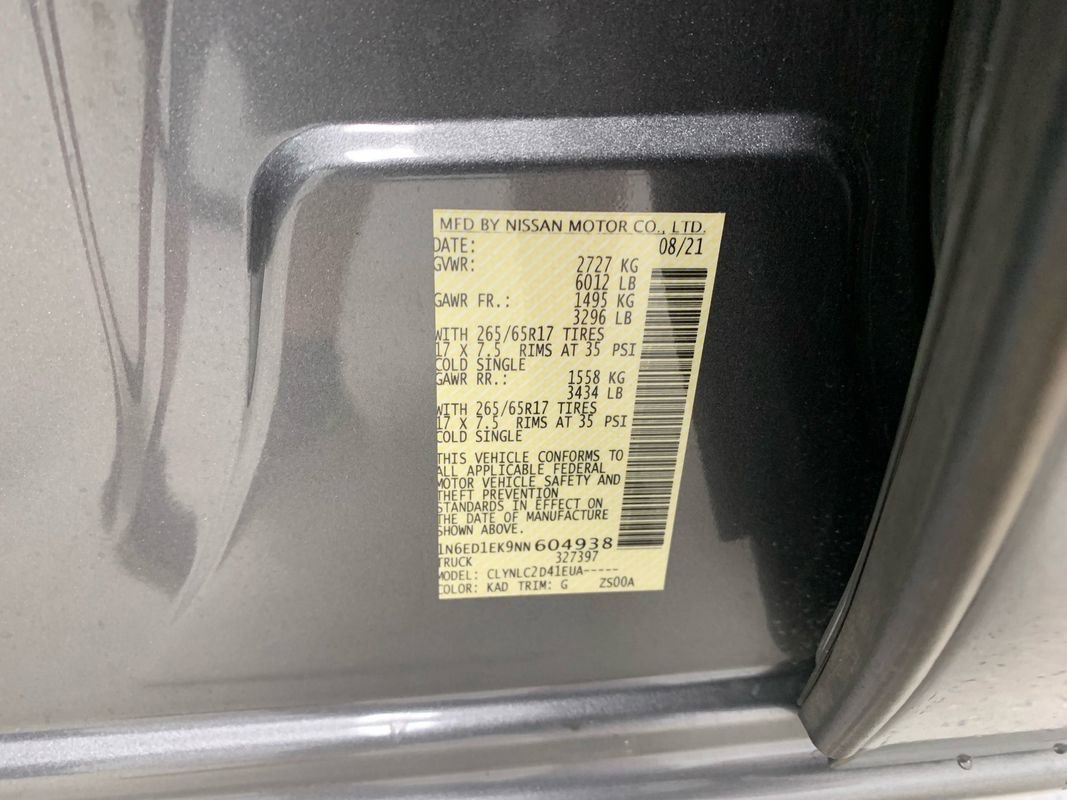 MFD BY NISSAN MOTOR CO., LTD.
DATE: 08/21
GVWR: 2727 KG
6012 LB
GAWR FR.: 1495 KG
3296 LB
WITH 265/65R17 TIRES
17 X 7.5 RIMS AT 35 PSI
COLD SINGLE
GAWR RR.: 1558 KG
3434 LB
WITH 265/65R17 TIRES
17 X 7.5 RIMS AT 35 PSI
COLD SINGLE
THIS VEHICLE CONFORMS TO
ALL APPLICABLE FEDERAL
MOTOR VEHICLE SAFETY AND
THEFT PREVENTION
STANDARDS IN EFFECT ON
THE DATE OF MANUFACTURE
SHOWN ABOVE.
1N6ED1EK9NN604938
TRUCK 327397
MODEL: CLYNLC2D41EUA-----
COLOR: KAD TRIM: G ZS00A